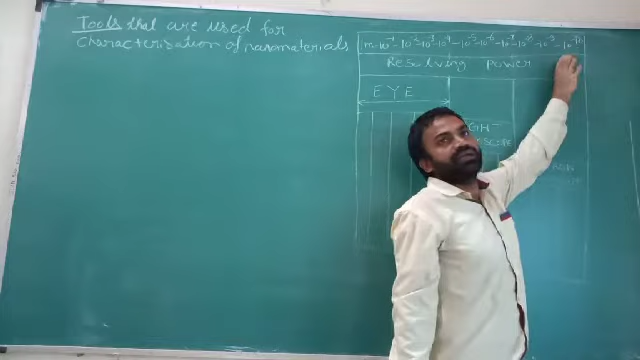 Tools that are used for
characterisation of nanomaterials
1m-10⁻¹-10⁻²-10⁻³-10⁻⁴-10⁻⁵-10⁻⁶-10⁻⁷-10⁻⁸-10⁻⁹-10⁻¹⁰
Resolving Power
EYE